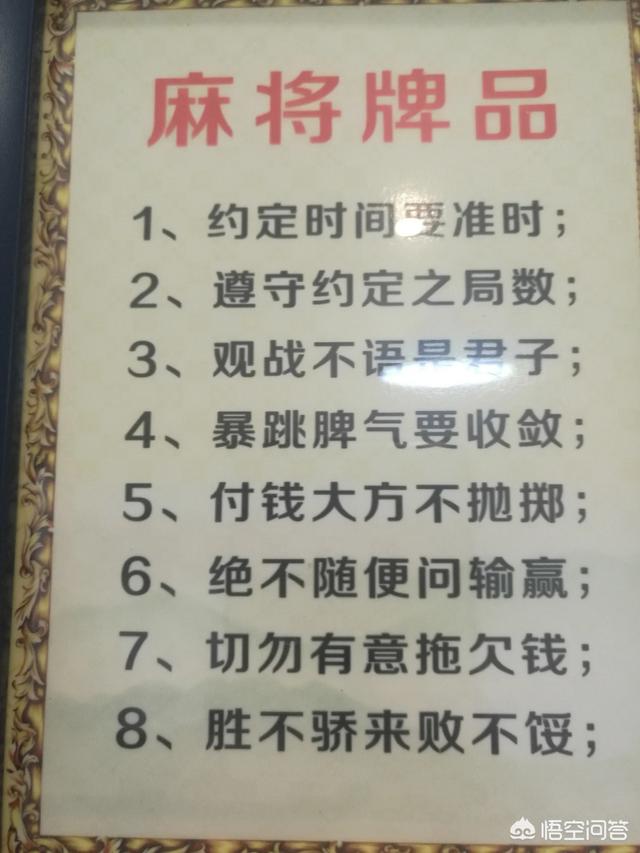 麻将牌品
1、约定时间要准时；
2、遵守约定之局数；
3、观战不语是君子；
4、暴跳脾气要收敛；
5、付钱大方不抛掷；
6、绝不随便问输赢；
7、切勿有意拖欠钱；
8、胜不骄来败不馁；
悟空问答